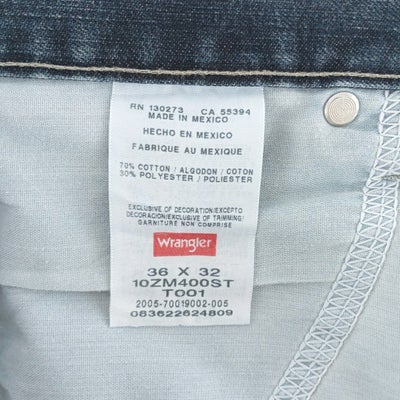 RN 130273 CA 55394
MADE IN MEXICO
HECHO EN MEXICO
FABRIQUE AU MEXIQUE
70% COTTON / ALGODON / COTON
30% POLYESTER / POLIESTER
EXCLUSIVE OF DECORATION/EXCEPTO
DECORACION/EXCLUSIVE OF TRIMMING/
GARNITURE NON COMPRISE
Wrangler
36 X 32
10ZM400ST
T001
2005-70019002-005
083622624809